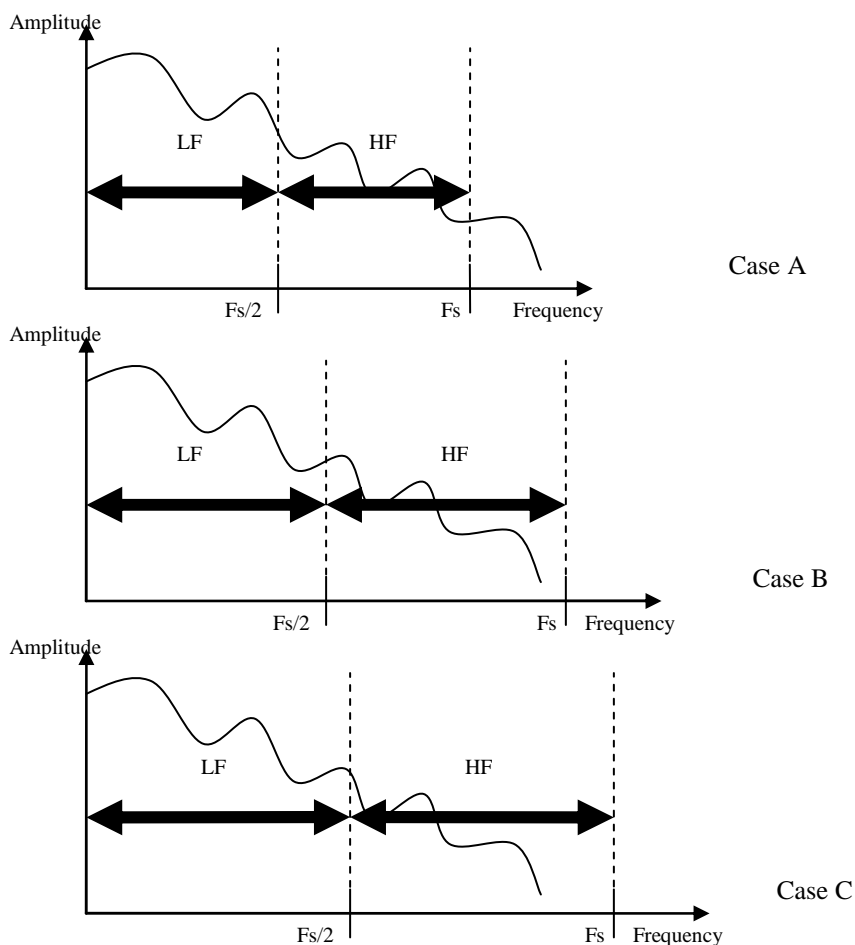 Amplitude
LF
HF
Case A
Fs/2
Fs
Frequency
Amplitude
LF
HF
Case B
Fs/2
Fs
Frequency
Amplitude
LF
HF
Case C
Fs/2
Fs
Frequency